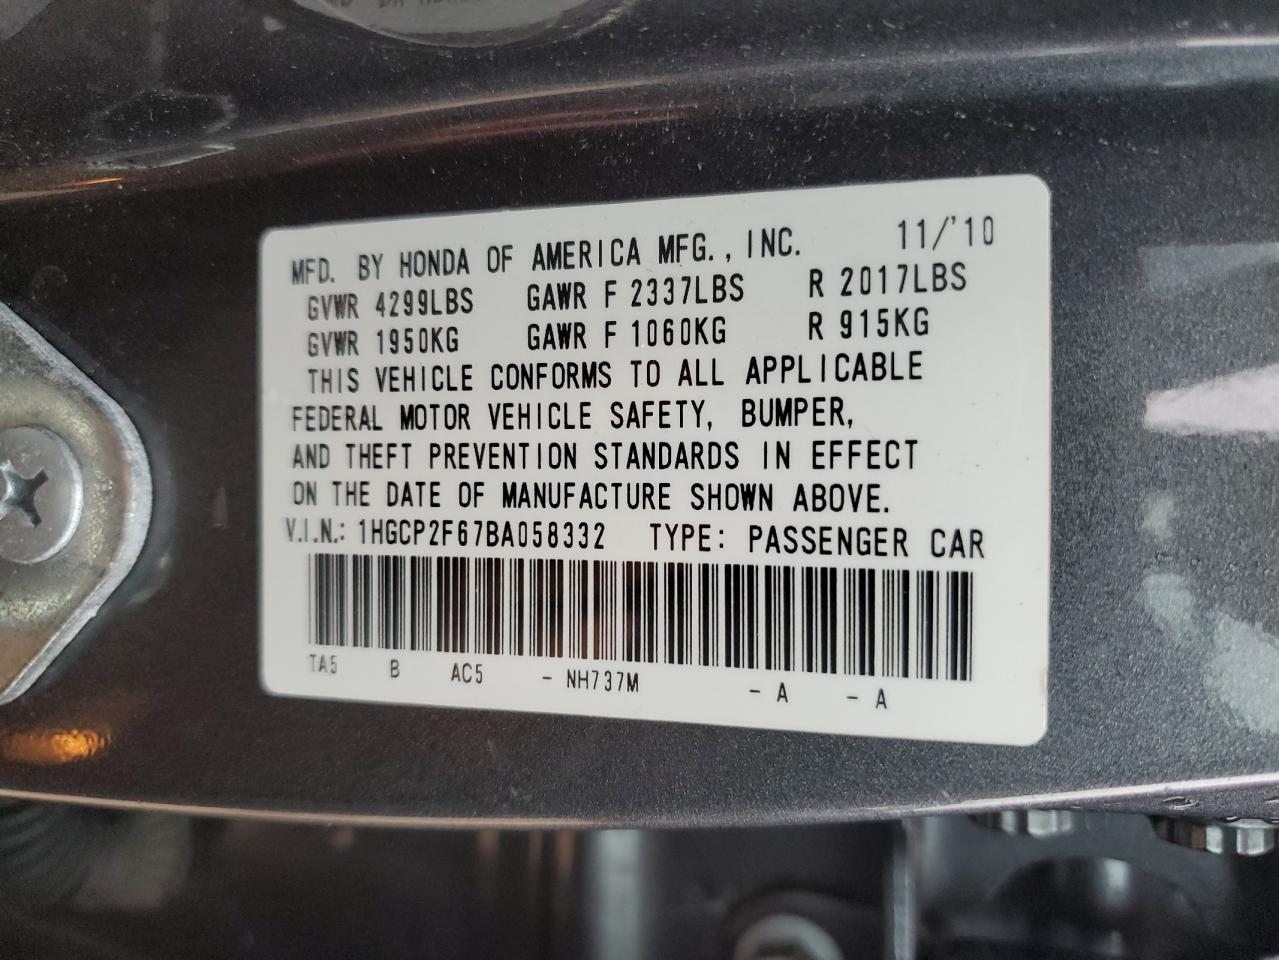 MFD. BY HONDA OF AMERICA MFG., INC. 11/'10
GVWR 4299LBS GAWR F 2337LBS R 2017LBS
GVWR 1950KG GAWR F 1060KG R 915KG
THIS VEHICLE CONFORMS TO ALL APPLICABLE
FEDERAL MOTOR VEHICLE SAFETY, BUMPER,
AND THEFT PREVENTION STANDARDS IN EFFECT
ON THE DATE OF MANUFACTURE SHOWN ABOVE.
V.I.N.: 1HGCP2F67BA058332 TYPE: PASSENGER CAR
TA5 B AC5 - NH737M - A - A